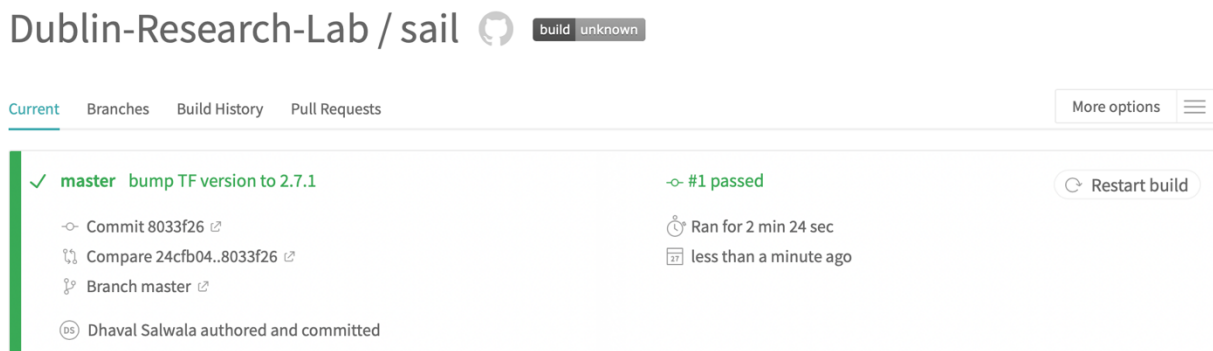 Dublin-Research-Lab / sail build unknown
Current Branches Build History Pull Requests More options
master bump TF version to 2.7.1
#1 passed
Restart build
Commit 8033f26
Ran for 2 min 24 sec
Compare 24cfb04..8033f26
27 less than a minute ago
Branch master
DS Dhaval Salwala authored and committed